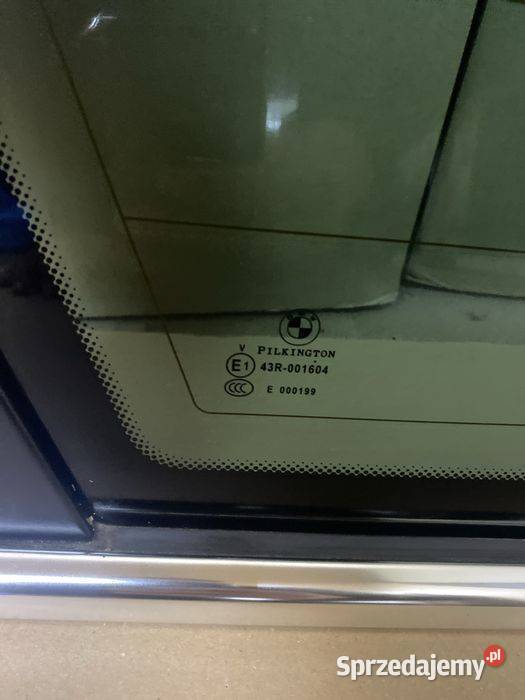 V PILKINGTON
E1 43R-001604
CCC E 000199
Sprzedajemy.pl